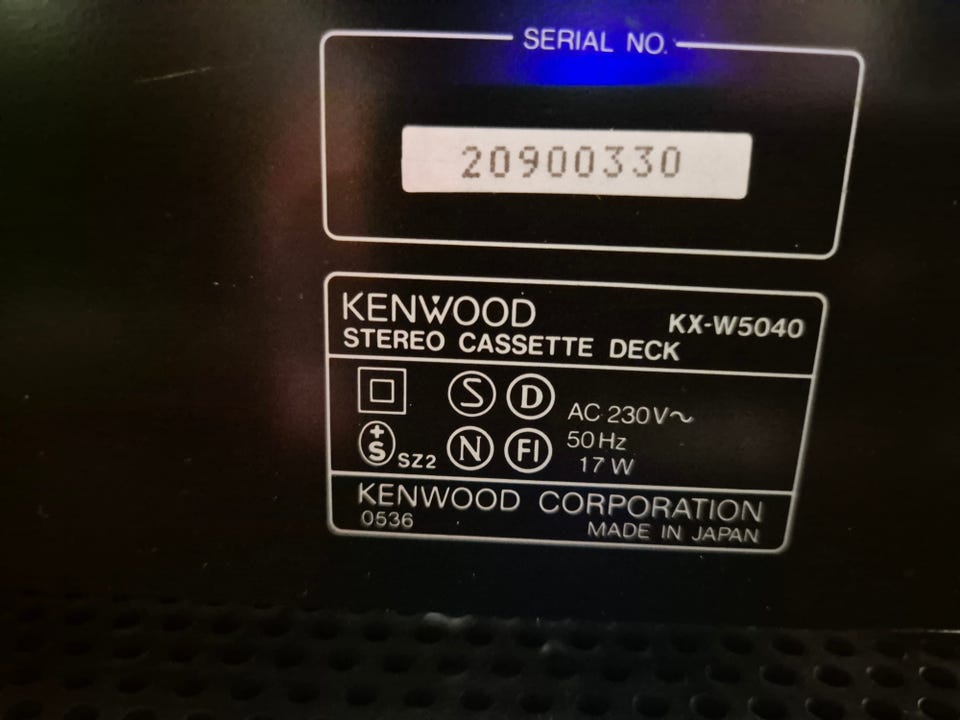 SERIAL NO.
20900330
KENWOOD KX-W5040
STEREO CASSETTE DECK
S D AC 230V~
50Hz
+S SZ2 N FI 17W
KENWOOD CORPORATION
0536 MADE IN JAPAN